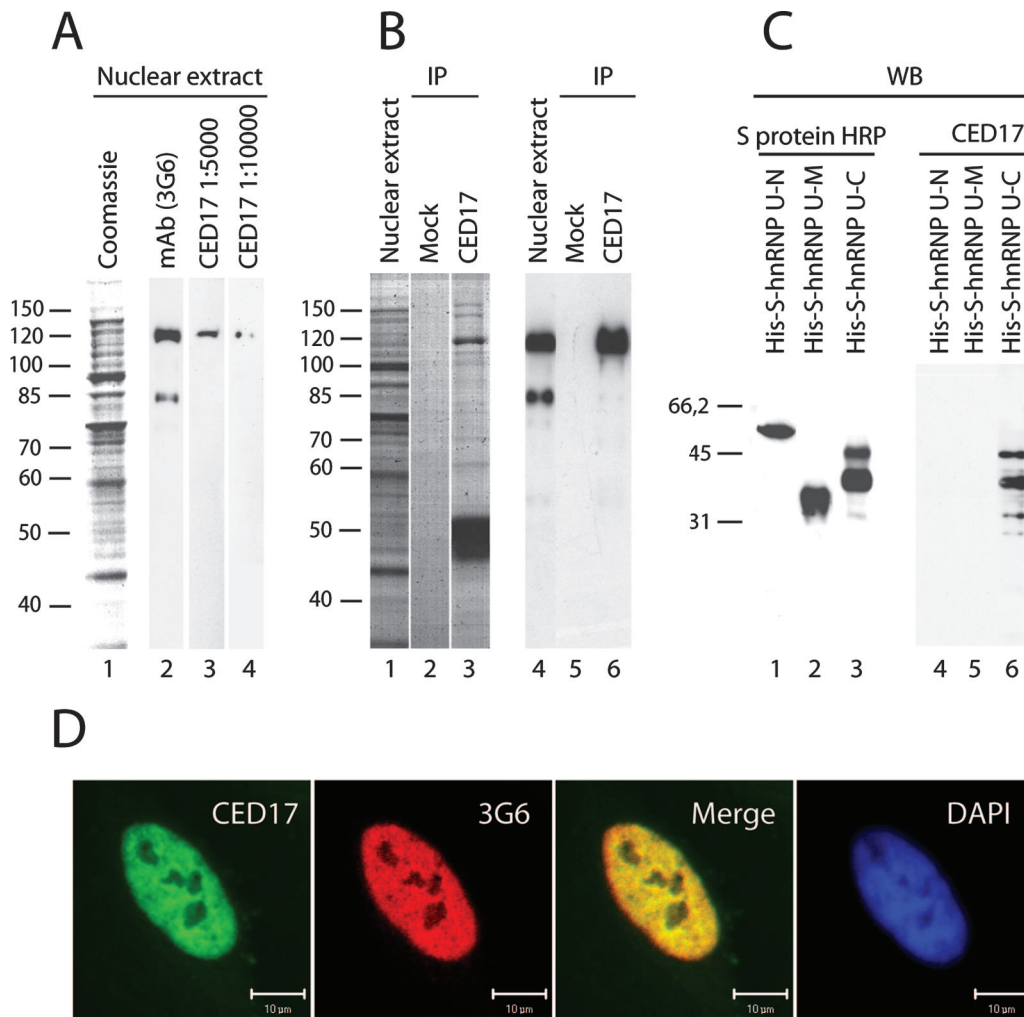 A
Nuclear extract
Coomassie
mAb (3G6)
CED17 1:5000
CED17 1:10000
150
120
100
85
70
60
50
40
1 2 3 4
B
IP IP
Nuclear extract
Mock
CED17
Nuclear extract
Mock
CED17
150
120
100
85
70
60
50
40
1 2 3 4 5 6
C
WB
S protein HRP CED17
His-S-hnRNP U-N
His-S-hnRNP U-M
His-S-hnRNP U-C
His-S-hnRNP U-N
His-S-hnRNP U-M
His-S-hnRNP U-C
66,2
45
31
1 2 3 4 5 6
D
CED17 3G6 Merge DAPI
10 µm 10 µm 10 µm 10 µm